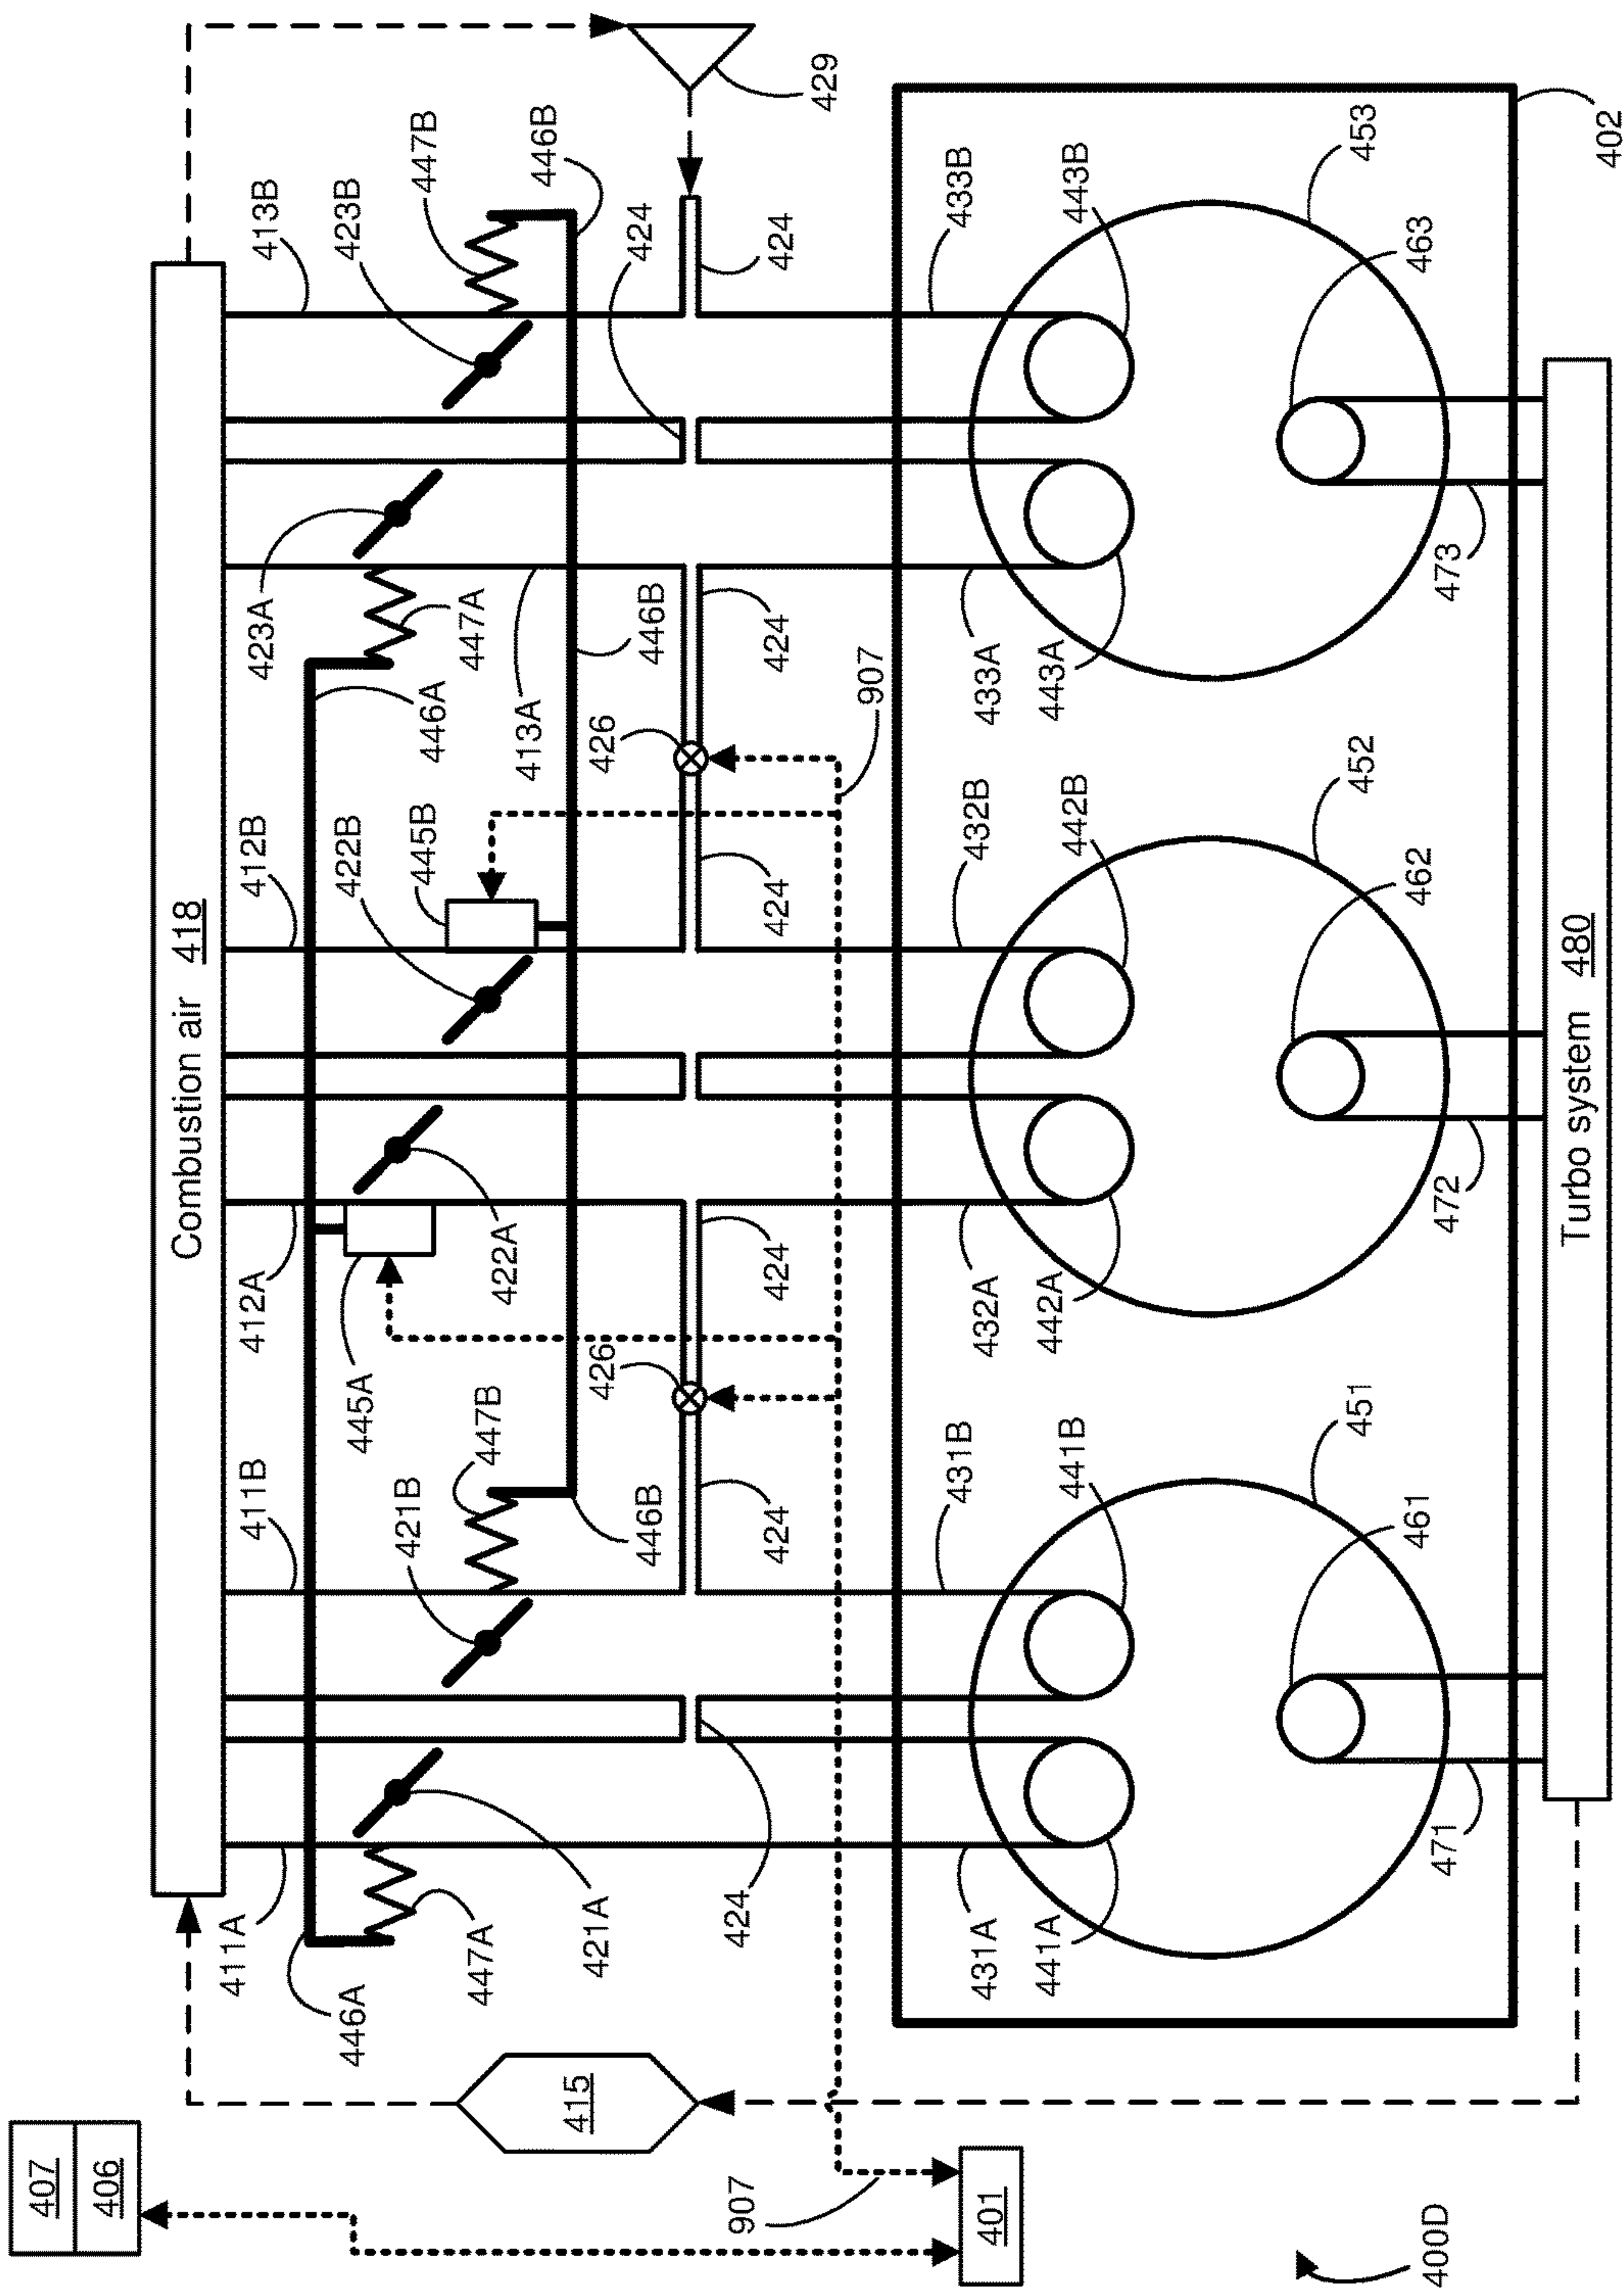 Combustion air 418
411A
411B
412A
412B
413B
446A
447A
421A
421B
447B
445A
422A
422B
445B
446A
413A
447A
423A
423B
447B
446B
446B
446B
424
424
424
424
424
424
424
426
426
429
907
907
431A
431B
432A
432B
433A
433B
441A
441B
442A
442B
443A
443B
451
452
453
461
462
463
471
472
473
402
Turbo system 480
415
407
406
401
400D